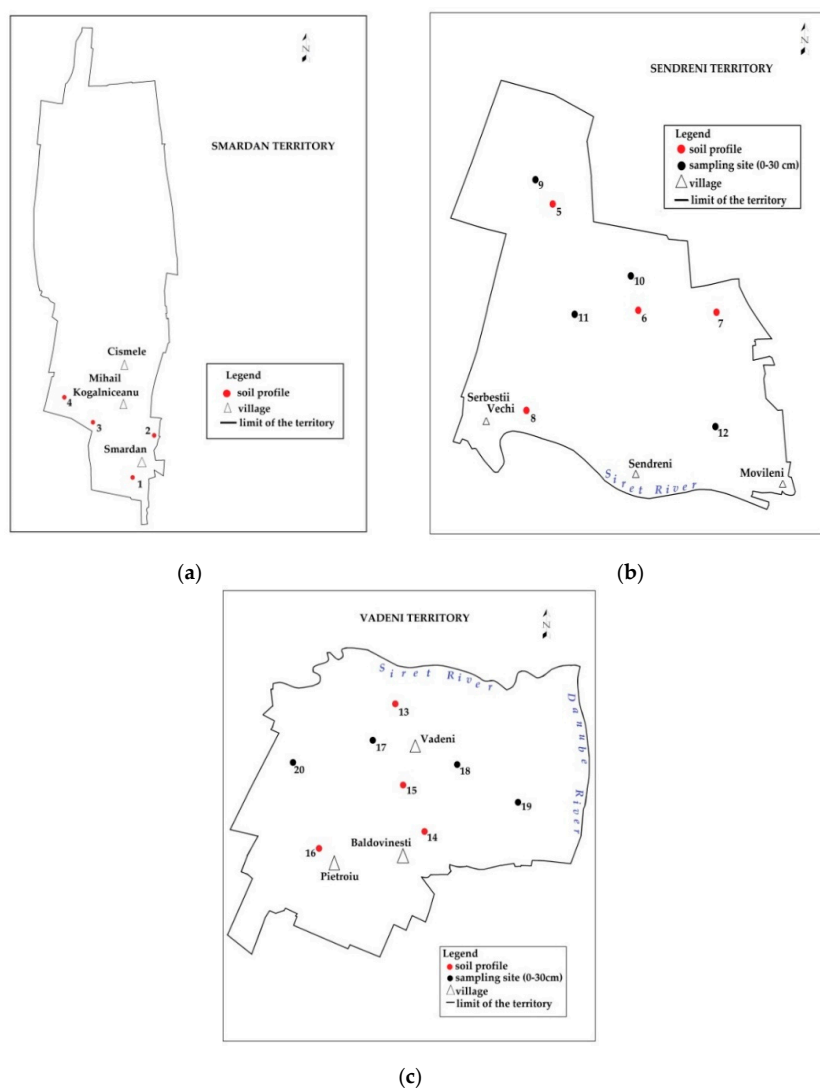 N
SMARDAN TERRITORY
Cismele
Mihail
Kogalniceanu
4
3
2
Smardan
1
Legend
soil profile
village
limit of the territory
(a)
N
SENDRENI TERRITORY
Legend
soil profile
sampling site (0-30 cm)
village
limit of the territory
9
5
10
11
6
7
Serbestii
Vechi
8
12
Sendreni
Movileni
Siret River
(b)
VADENI TERRITORY
N
Siret River
Danube River
13
17
Vadeni
20
18
15
19
14
Baldovinesti
16
Pietroiu
Legend
soil profile
sampling site (0-30cm)
village
limit of the territory
(c)